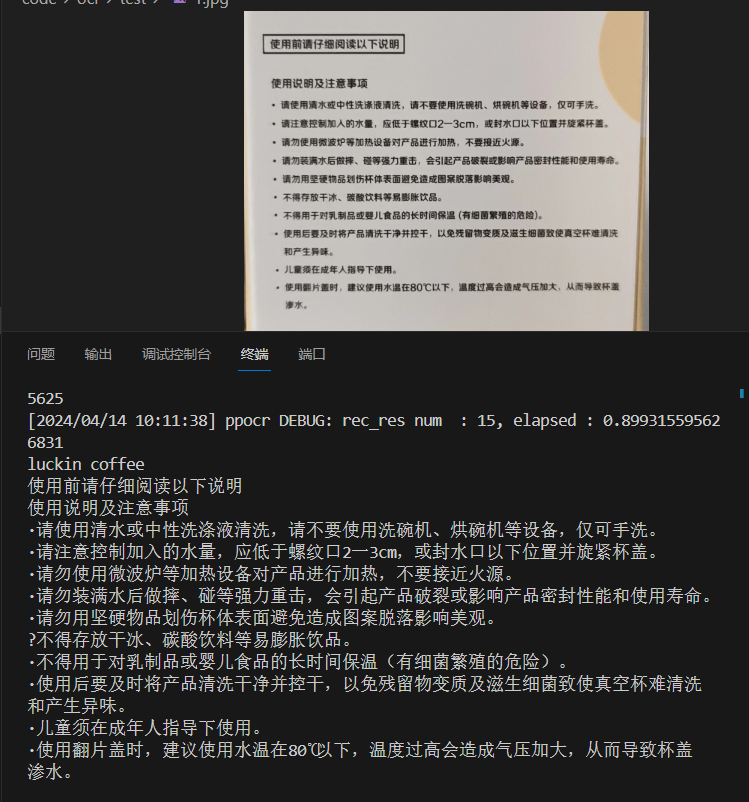 code > ocr > test > 1.jpg
使用前请仔细阅读以下说明
使用说明及注意事项
• 请使用清水或中性洗涤液清洗，请不要使用洗碗机、烘碗机等设备，仅可手洗。
• 请注意控制加入的水量，应低于螺纹口2—3cm，或封水口以下位置并旋紧杯盖。
• 请勿使用微波炉等加热设备对产品进行加热，不要接近火源。
• 请勿装满水后做摔、碰等强力重击，会引起产品破裂或影响产品密封性能和使用寿命。
• 请勿用坚硬物品划伤杯体表面避免造成图案脱落影响美观。
• 不得存放干冰、碳酸饮料等易膨胀饮品。
• 不得用于对乳制品或婴儿食品的长时间保温 (有细菌繁殖的危险)。
• 使用后要及时将产品清洗干净并控干，以免残留物变质及滋生细菌致使真空杯难清洗
和产生异味。
• 儿童须在成年人指导下使用。
• 使用翻片盖时，建议使用水温在80℃以下，温度过高会造成气压加大，从而导致杯盖
渗水。
问题 输出 调试控制台 终端 端口
5625
[2024/04/14 10:11:38] ppocr DEBUG: rec_res num  : 15, elapsed : 0.89931559562
6831
luckin coffee
使用前请仔细阅读以下说明
使用说明及注意事项
·请使用清水或中性洗涤液清洗，请不要使用洗碗机、烘碗机等设备，仅可手洗。
·请注意控制加入的水量，应低于螺纹口2一3cm，或封水口以下位置并旋紧杯盖。
·请勿使用微波炉等加热设备对产品进行加热，不要接近火源。
·请勿装满水后做摔、碰等强力重击，会引起产品破裂或影响产品密封性能和使用寿命。
·请勿用坚硬物品划伤杯体表面避免造成图案脱落影响美观。
?不得存放干冰、碳酸饮料等易膨胀饮品。
·不得用于对乳制品或婴儿食品的长时间保温（有细菌繁殖的危险）。
·使用后要及时将产品清洗干净并控干，以免残留物变质及滋生细菌致使真空杯难清洗
和产生异味。
·儿童须在成年人指导下使用。
·使用翻片盖时，建议使用水温在80℃以下，温度过高会造成气压加大，从而导致杯盖
渗水。